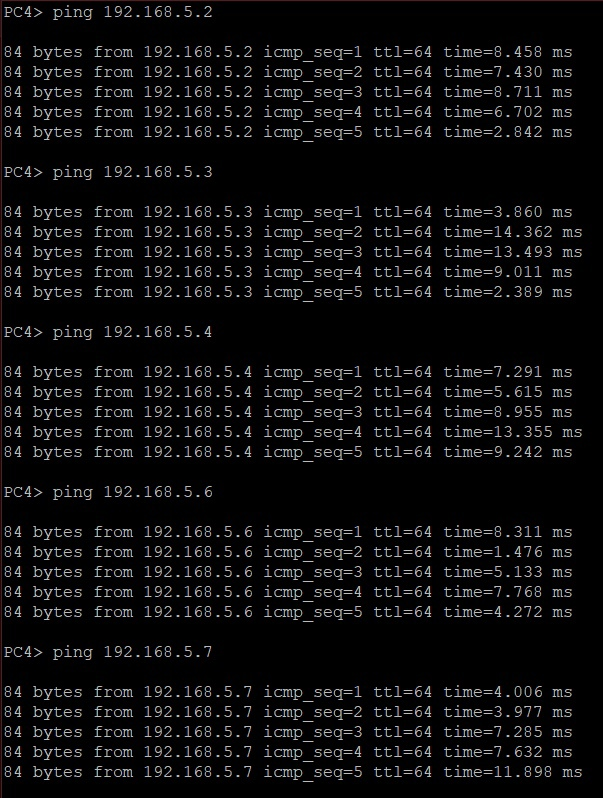 PC4> ping 192.168.5.2
84 bytes from 192.168.5.2 icmp_seq=1 ttl=64 time=8.458 ms
84 bytes from 192.168.5.2 icmp_seq=2 ttl=64 time=7.430 ms
84 bytes from 192.168.5.2 icmp_seq=3 ttl=64 time=8.711 ms
84 bytes from 192.168.5.2 icmp_seq=4 ttl=64 time=6.702 ms
84 bytes from 192.168.5.2 icmp_seq=5 ttl=64 time=2.842 ms
PC4> ping 192.168.5.3
84 bytes from 192.168.5.3 icmp_seq=1 ttl=64 time=3.860 ms
84 bytes from 192.168.5.3 icmp_seq=2 ttl=64 time=14.362 ms
84 bytes from 192.168.5.3 icmp_seq=3 ttl=64 time=13.493 ms
84 bytes from 192.168.5.3 icmp_seq=4 ttl=64 time=9.011 ms
84 bytes from 192.168.5.3 icmp_seq=5 ttl=64 time=2.389 ms
PC4> ping 192.168.5.4
84 bytes from 192.168.5.4 icmp_seq=1 ttl=64 time=7.291 ms
84 bytes from 192.168.5.4 icmp_seq=2 ttl=64 time=5.615 ms
84 bytes from 192.168.5.4 icmp_seq=3 ttl=64 time=8.955 ms
84 bytes from 192.168.5.4 icmp_seq=4 ttl=64 time=13.355 ms
84 bytes from 192.168.5.4 icmp_seq=5 ttl=64 time=9.242 ms
PC4> ping 192.168.5.6
84 bytes from 192.168.5.6 icmp_seq=1 ttl=64 time=8.311 ms
84 bytes from 192.168.5.6 icmp_seq=2 ttl=64 time=1.476 ms
84 bytes from 192.168.5.6 icmp_seq=3 ttl=64 time=5.133 ms
84 bytes from 192.168.5.6 icmp_seq=4 ttl=64 time=7.768 ms
84 bytes from 192.168.5.6 icmp_seq=5 ttl=64 time=4.272 ms
PC4> ping 192.168.5.7
84 bytes from 192.168.5.7 icmp_seq=1 ttl=64 time=4.006 ms
84 bytes from 192.168.5.7 icmp_seq=2 ttl=64 time=3.977 ms
84 bytes from 192.168.5.7 icmp_seq=3 ttl=64 time=7.285 ms
84 bytes from 192.168.5.7 icmp_seq=4 ttl=64 time=7.632 ms
84 bytes from 192.168.5.7 icmp_seq=5 ttl=64 time=11.898 ms